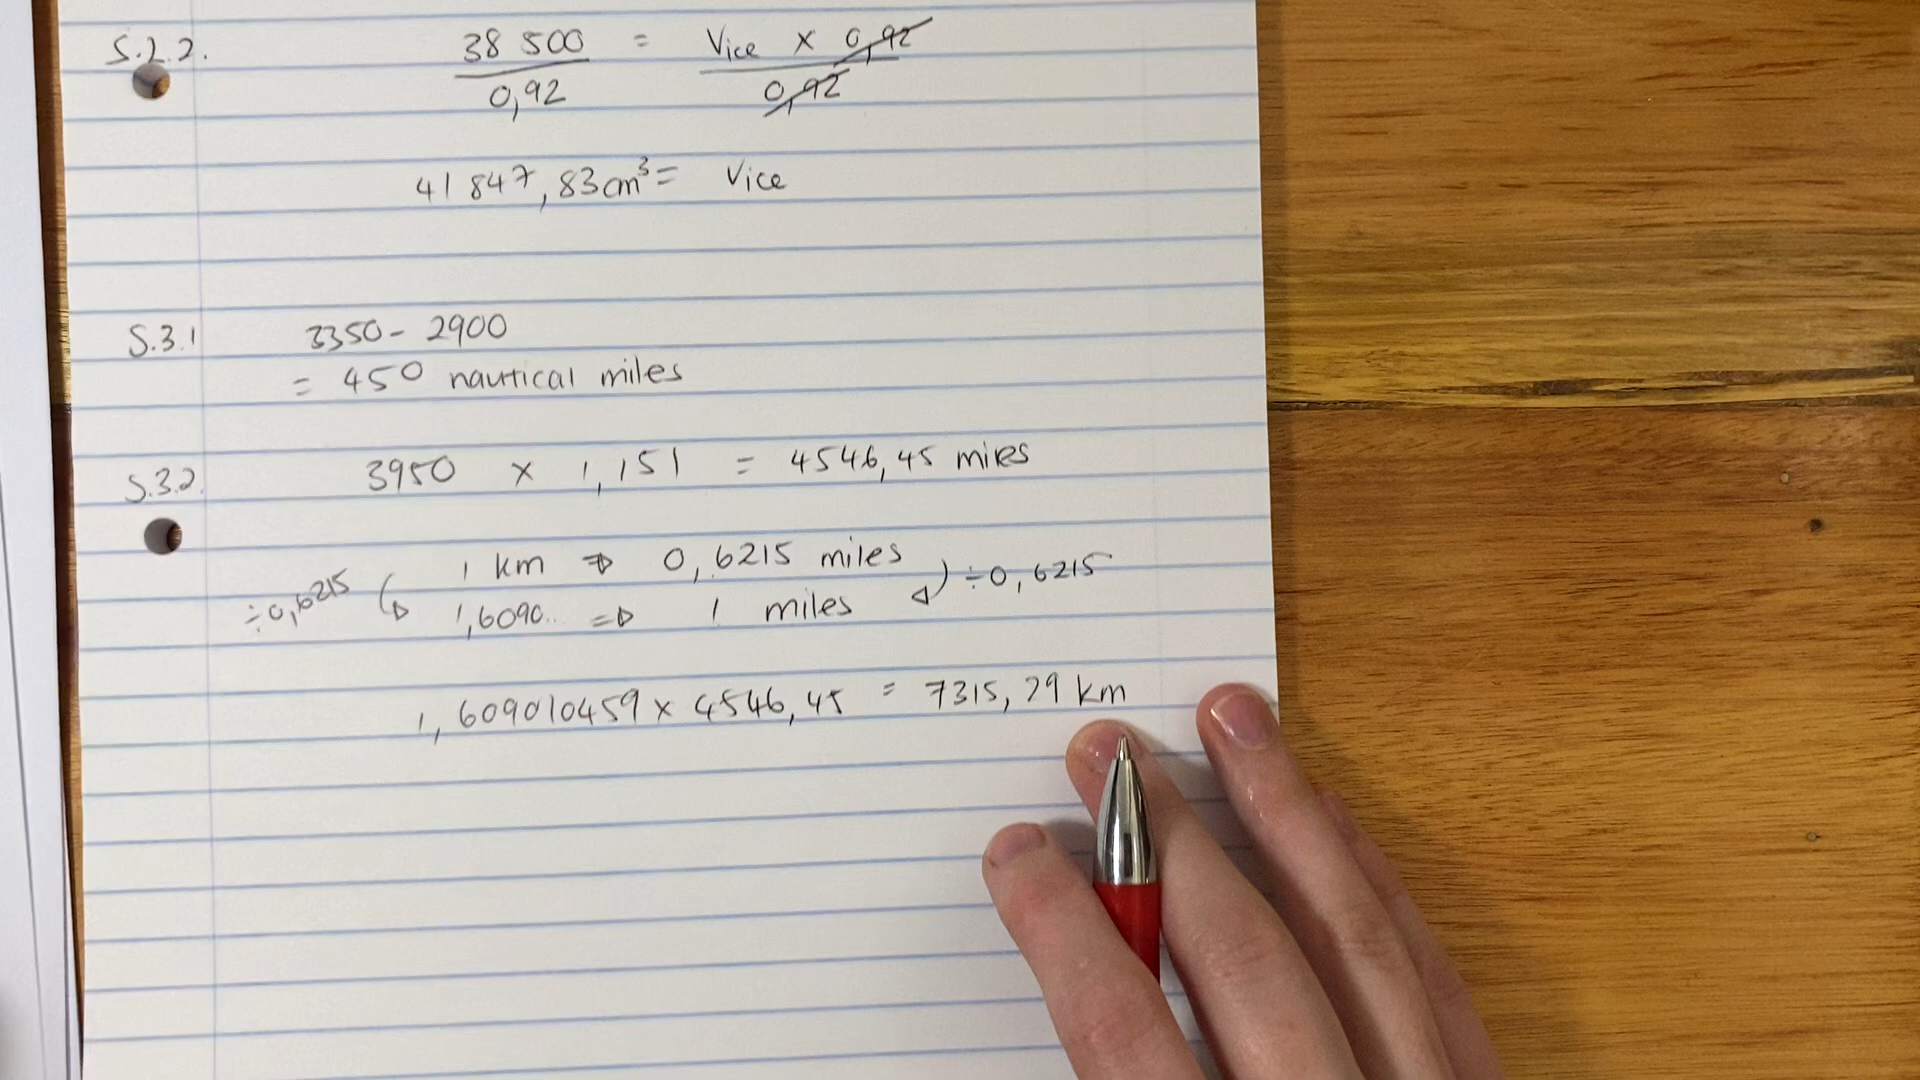 5.2.2. 38 500 = Vice × 0,92
0,92 0,92
41 847,83cm³ = Vice
5.3.1 3350 - 2900
= 450 nautical miles
5.3.2. 3950 × 1,151 = 4546,45 miles
÷0,6215 1 km ⇒ 0,6215 miles ÷0,6215
1,6090.. ⇒ 1 miles
1,609010459 × 4546,45 = 7315,29 km